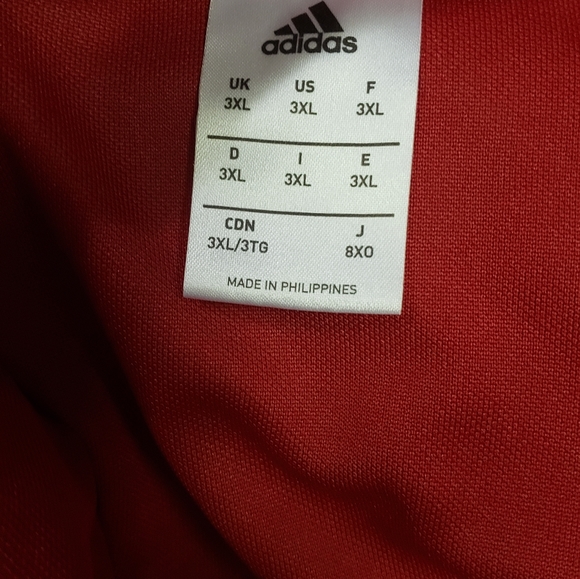 adidas
UK US F
3XL 3XL 3XL
D I E
3XL 3XL 3XL
CDN J
3XL/3TG 8XO
MADE IN PHILIPPINES